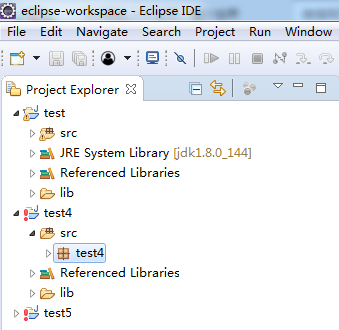 eclipse-workspace - Eclipse IDE
File Edit Navigate Search Project Run Window
Project Explorer
test
src
JRE System Library [jdk1.8.0_144]
Referenced Libraries
lib
test4
src
test4
Referenced Libraries
lib
test5